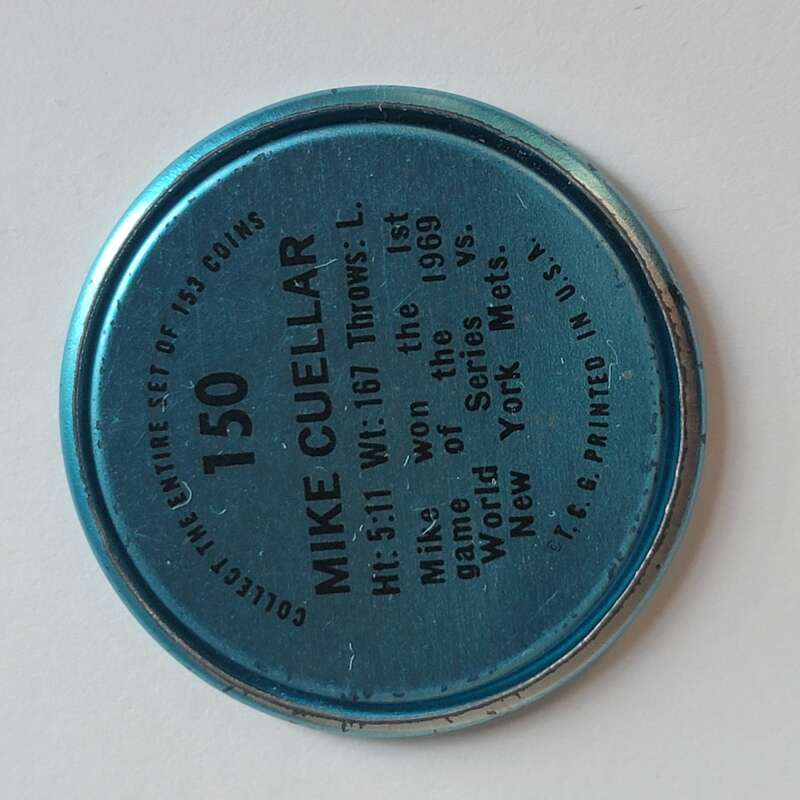 COLLECT THE ENTIRE SET OF 153 COINS
150
MIKE CUELLAR
Ht: 5:11 Wt: 167 Throws: L.
Mike won the 1st
game of the 1969
World Series vs.
New York Mets.
©T.C.G. PRINTED IN U.S.A.